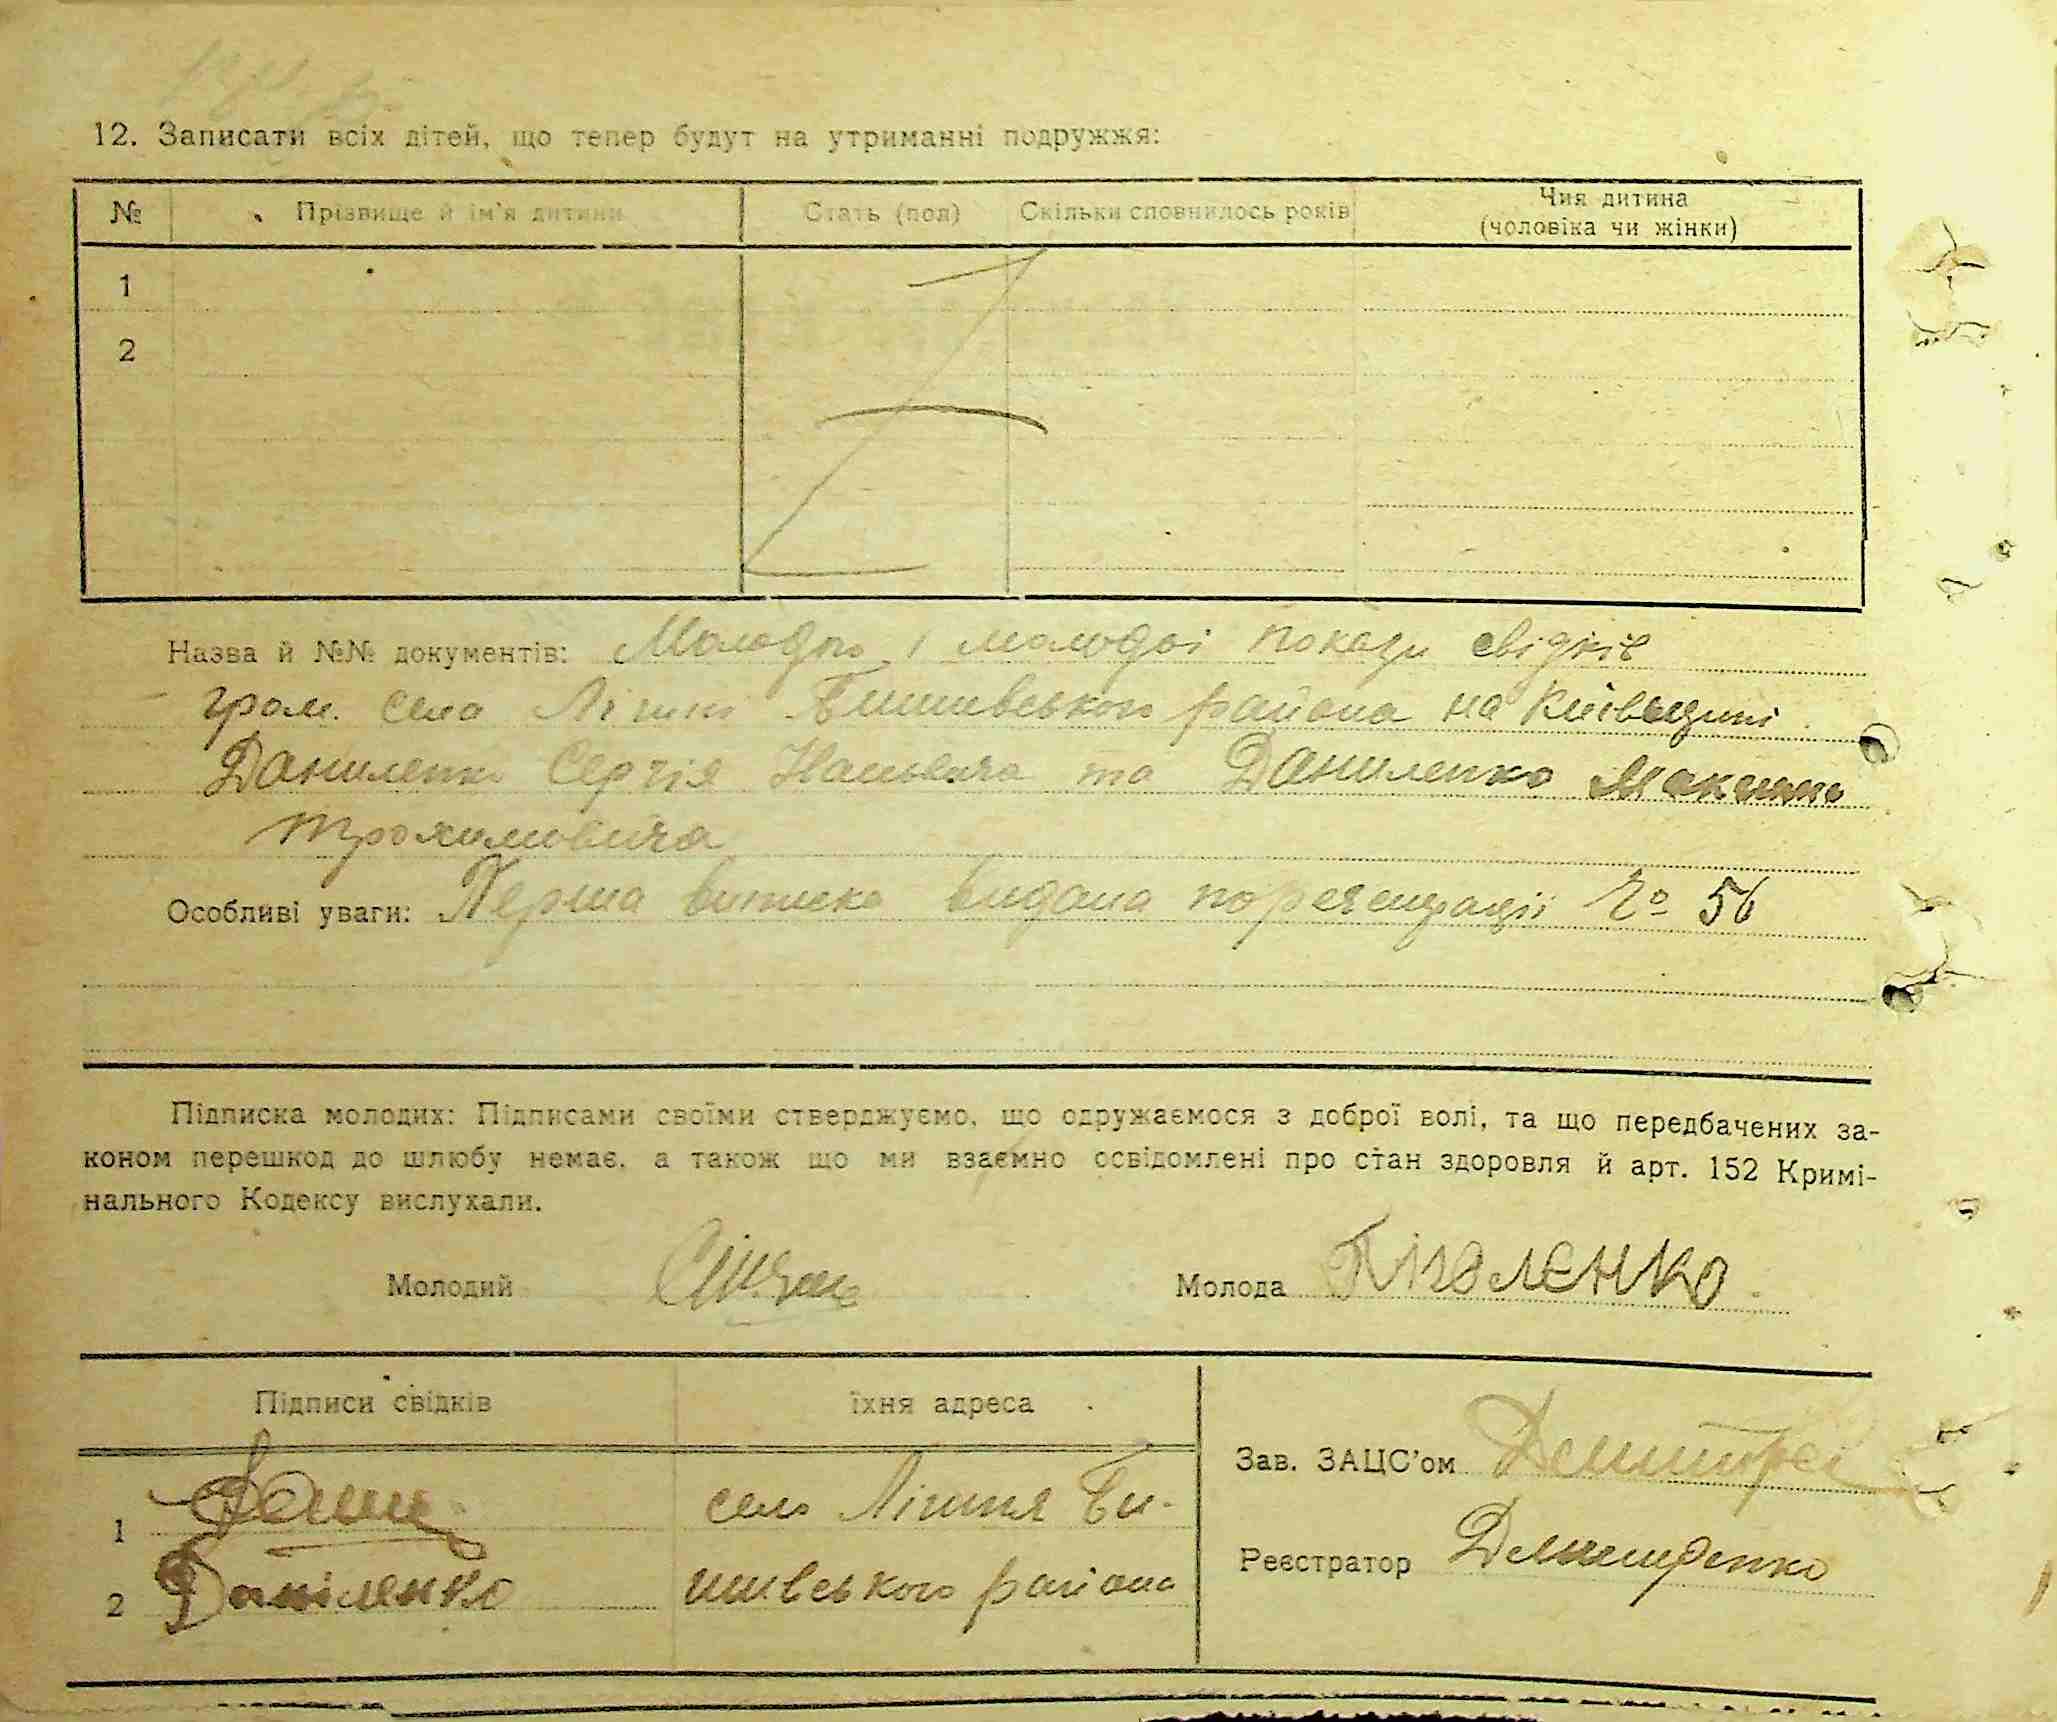 12. Записати всіх дітей, що тепер будут на утриманні подружжя:
№ Прізвище й ім'я дитини Стать (пол) Скільки сповнилось років Чия дитина (чоловіка чи жінки)
1
2
Назва й №№ документів: Молодого і молодої покази свідків
гром. села Бишівського района на Київщині
Даниленко Сергія та Даниленко Максима
Трохимовича
Особливі уваги: Перша виписка видана по реєстрації № 56
Підписка молодих: Підписами своїми стверджуємо, що одружаємося з доброї волі, та що передбачених за-
коном перешкод до шлюбу немає, а також що ми взаємно освідомлені про стан здоровля й арт. 152 Кримі-
нального Кодексу вислухали.
Молодий Молода
Підписи свідків їхня адреса
Зав. ЗАЦС'ом
1 село Би-
Реєстратор
2 Даніленко шівського района